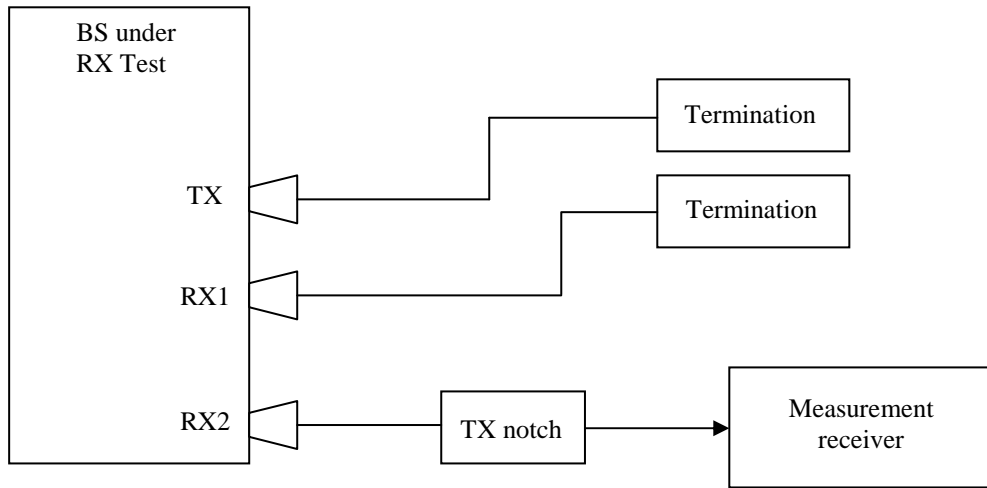 BS under
RX Test
Termination
TX
Termination
RX1
RX2
TX notch
Measurement
receiver